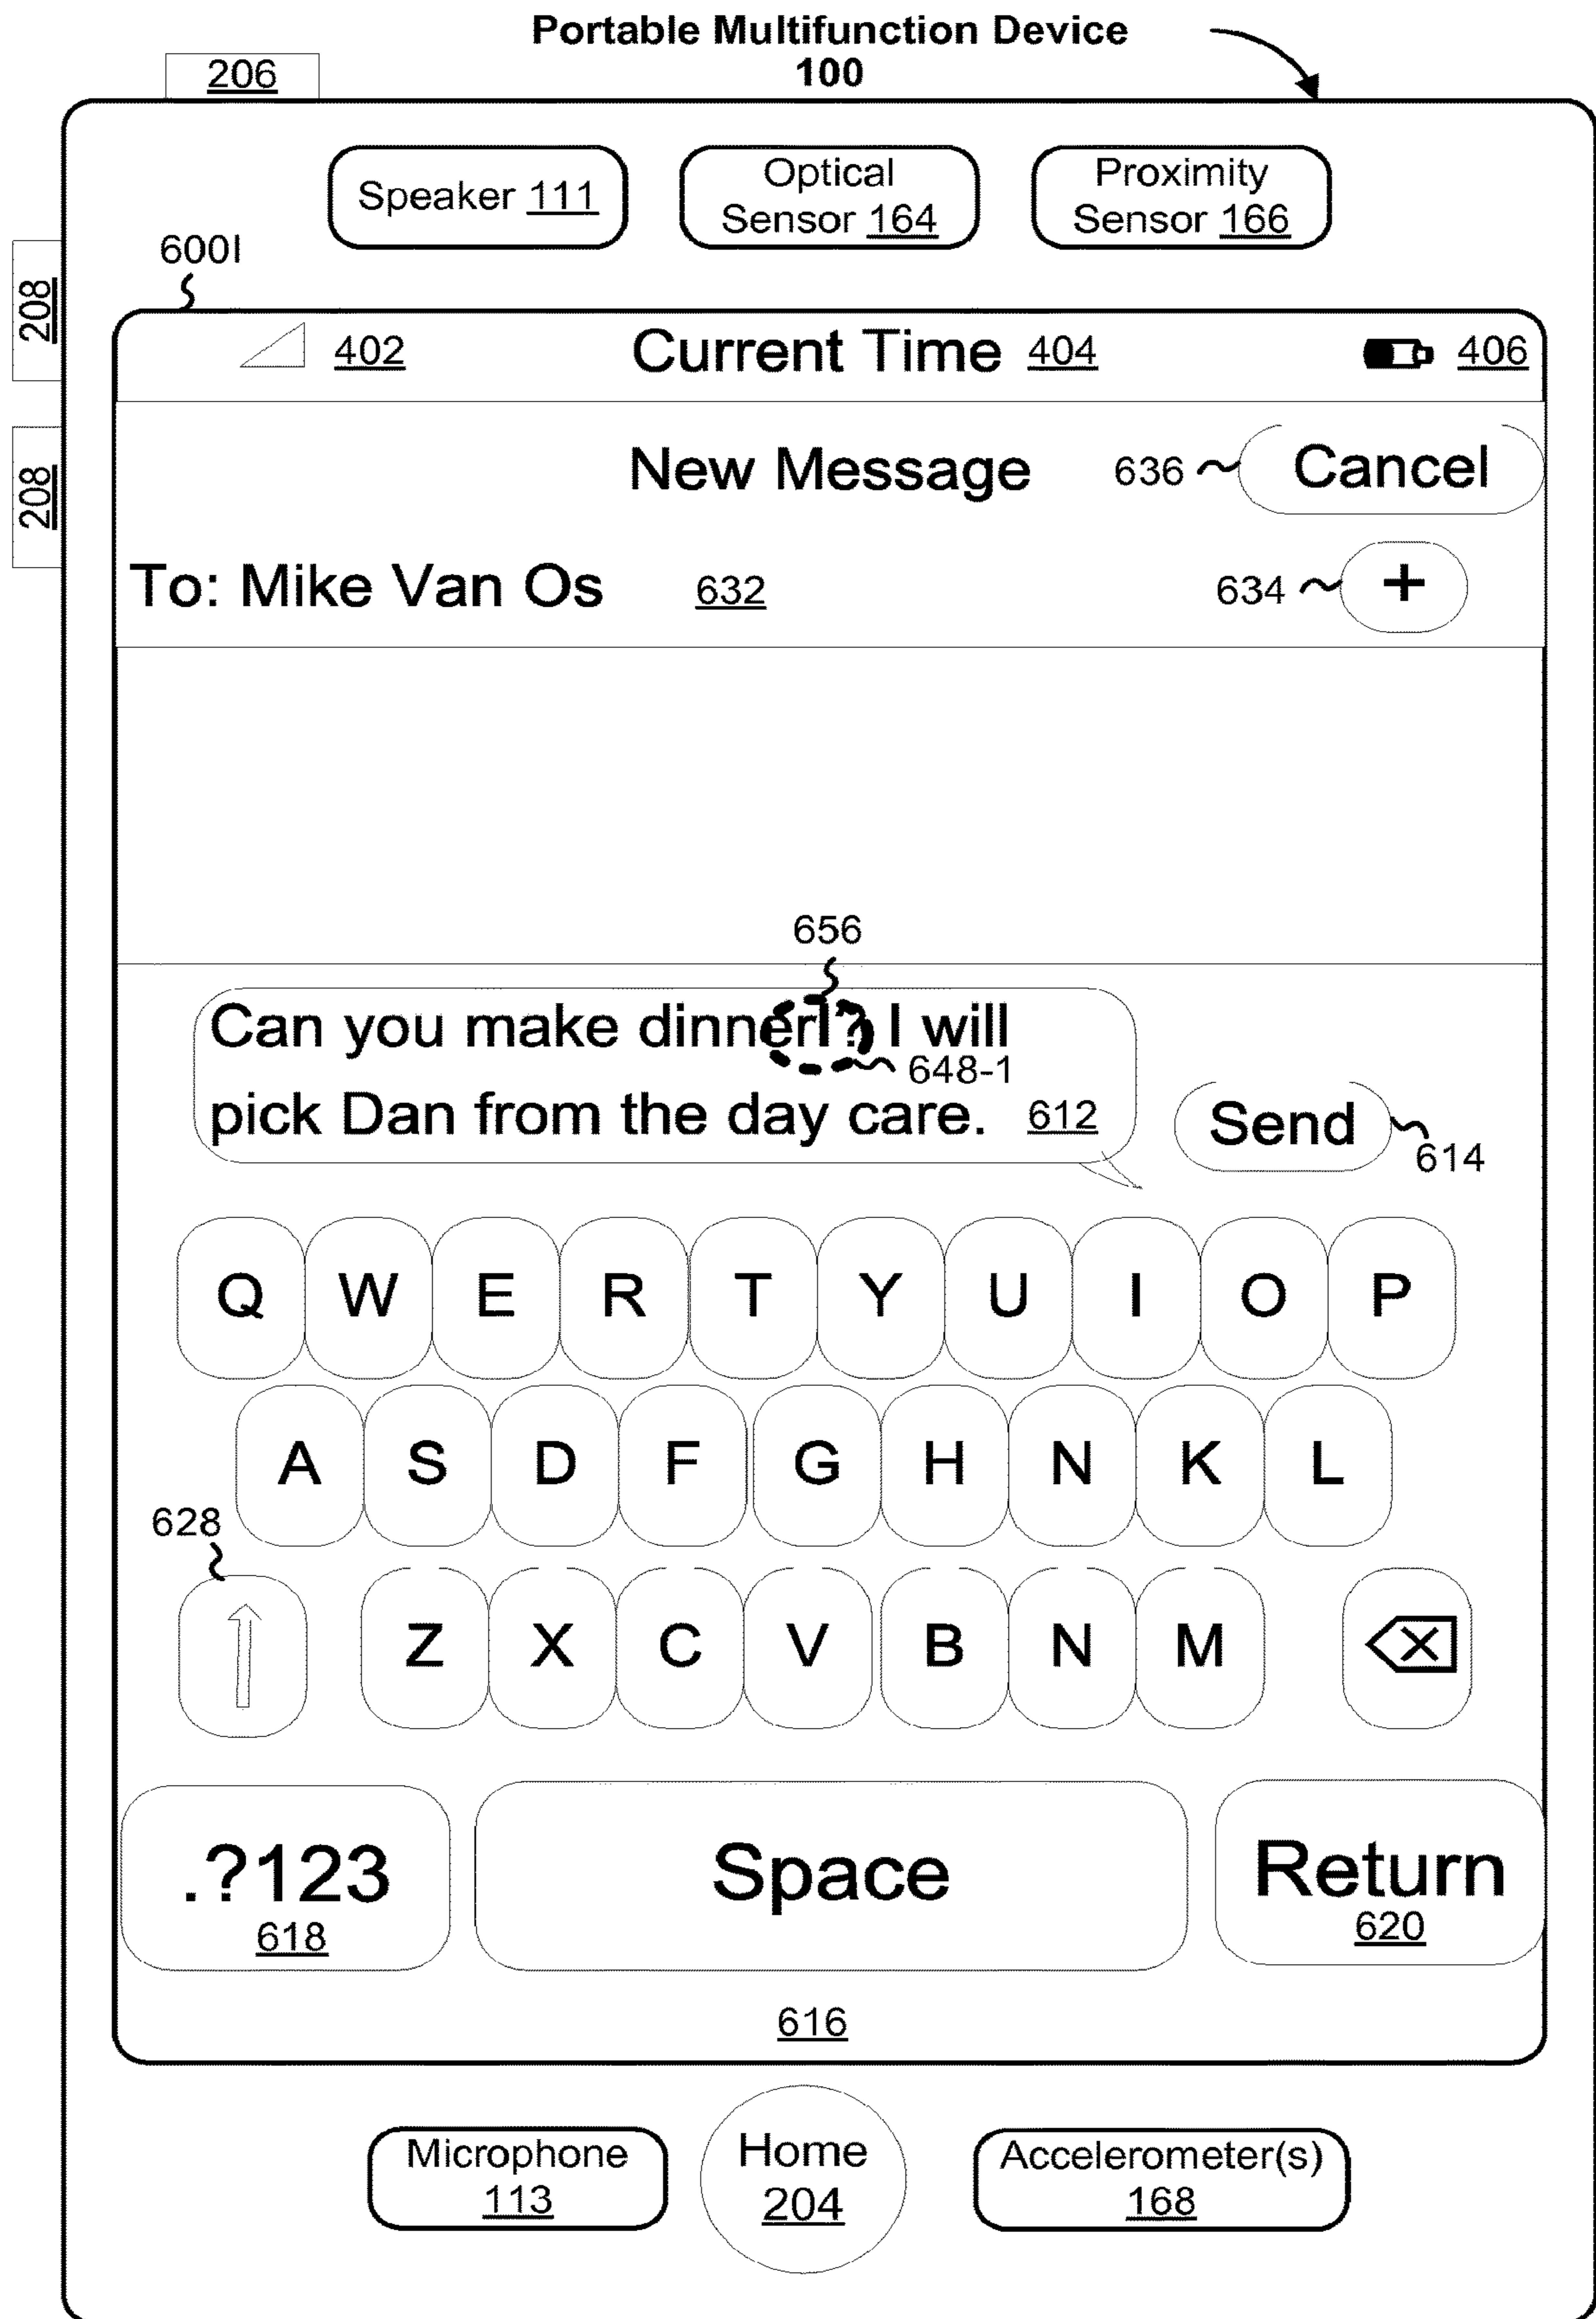 Portable Multifunction Device
100
206
Speaker 111
Optical
Sensor 164
Proximity
Sensor 166
600I
208
208
402
Current Time 404
406
New Message
636
Cancel
To: Mike Van Os
632
634
+
656
Can you make dinner|? I will
648-1
pick Dan from the day care.
612
Send
614
Q W E R T Y U I O P
A S D F G H N K L
628
Z X C V B N M
.?123
618
Space
Return
620
616
Microphone
113
Home
204
Accelerometer(s)
168